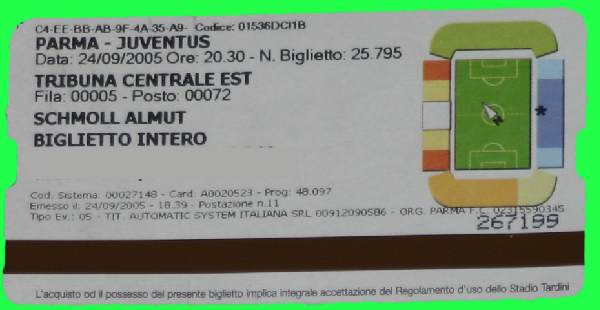 C4-EE-BB-AB-9F-4A-35-A9- Codice: 01536DCI1B
PARMA - JUVENTUS
Data: 24/09/2005 Ore: 20.30 - N. Biglietto: 25.795
TRIBUNA CENTRALE EST
Fila: 00005 - Posto: 00072
SCHMOLL ALMUT
BIGLIETTO INTERO
*
Cod. Sistema: 00027148 - Card: A0020523 - Prog: 48.097
Emesso il: 24/09/2005 - 18.39 - Postazione n.11
Tipo Ev.: 05 - TIT. AUTOMATIC SYSTEM ITALIANA SRL 00912090586 - ORG. PARMA F.C. 02315590345
267199
L'acquisto od il possesso del presente biglietto implica integrale accettazione del Regolamento d'uso dello Stadio Tardini